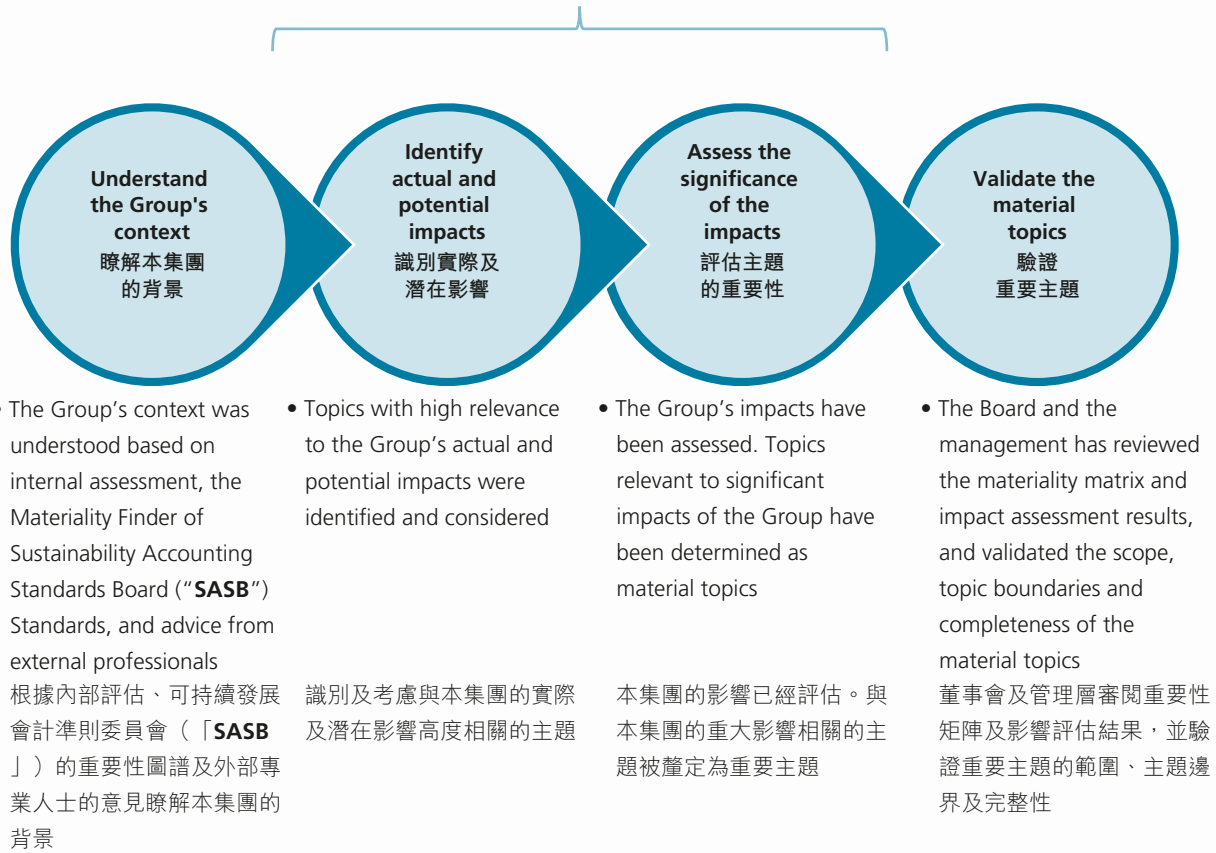 Understand
the Group's
context
瞭解本集團
的背景
Identify
actual and
potential
impacts
識別實際及
潛在影響
Assess the
significance
of the
impacts
評估主題
的重要性
Validate the
material
topics
驗證
重要主題
• The Group’s context was
understood based on
internal assessment, the
Materiality Finder of
Sustainability Accounting
Standards Board (“SASB”)
Standards, and advice from
external professionals
根據內部評估、可持續發展
會計準則委員會（「SASB
」）的重要性圖譜及外部專
業人士的意見瞭解本集團的
背景
• Topics with high relevance
to the Group’s actual and
potential impacts were
identified and considered
識別及考慮與本集團的實際
及潛在影響高度相關的主題
• The Group’s impacts have
been assessed. Topics
relevant to significant
impacts of the Group have
been determined as
material topics
本集團的影響已經評估。與
本集團的重大影響相關的主
題被釐定為重要主題
• The Board and the
management has reviewed
the materiality matrix and
impact assessment results,
and validated the scope,
topic boundaries and
completeness of the
material topics
董事會及管理層審閱重要性
矩陣及影響評估結果，並驗
證重要主題的範圍、主題邊
界及完整性